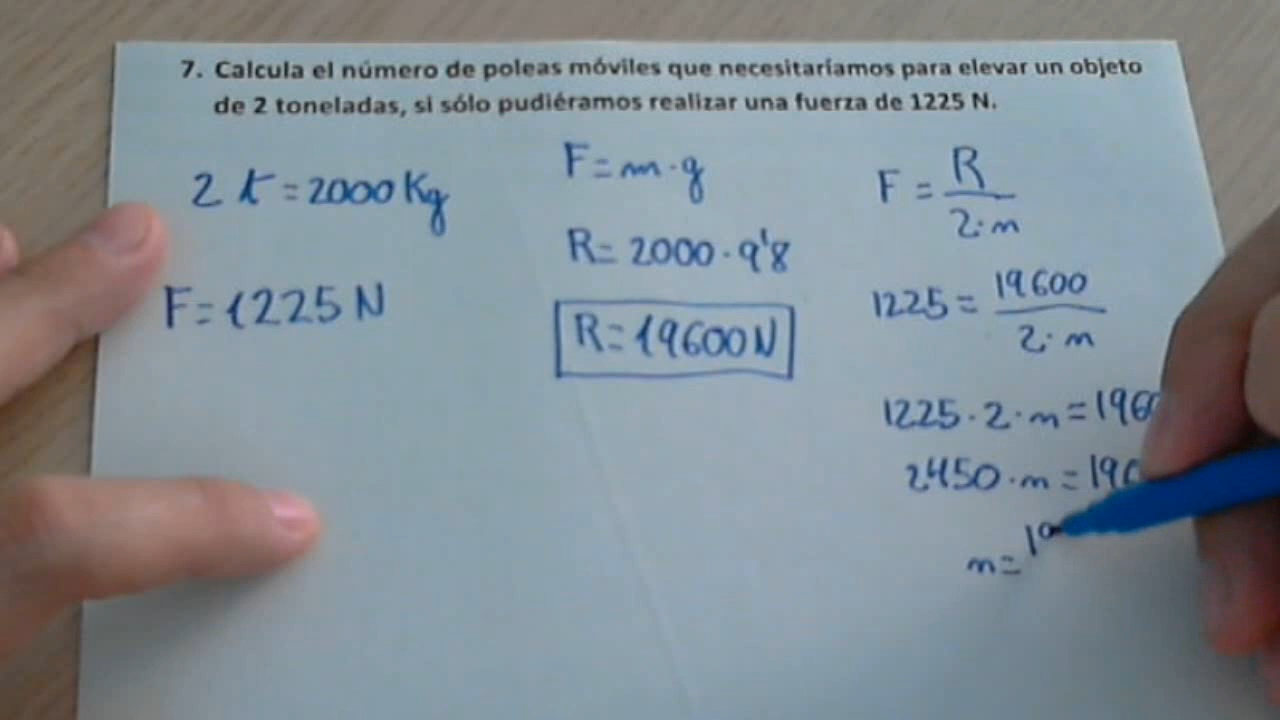 7. Calcula el número de poleas móviles que necesitaríamos para elevar un objeto
de 2 toneladas, si sólo pudiéramos realizar una fuerza de 1225 N.
2 t = 2000 Kg
F = 1225 N
F = m · g
R = 2000 · 9'8
R = 19600 N
F = R / 2·n
1225 = 19600 / 2·n
1225 · 2 · n = 1960
2450 · n = 196
n = 19